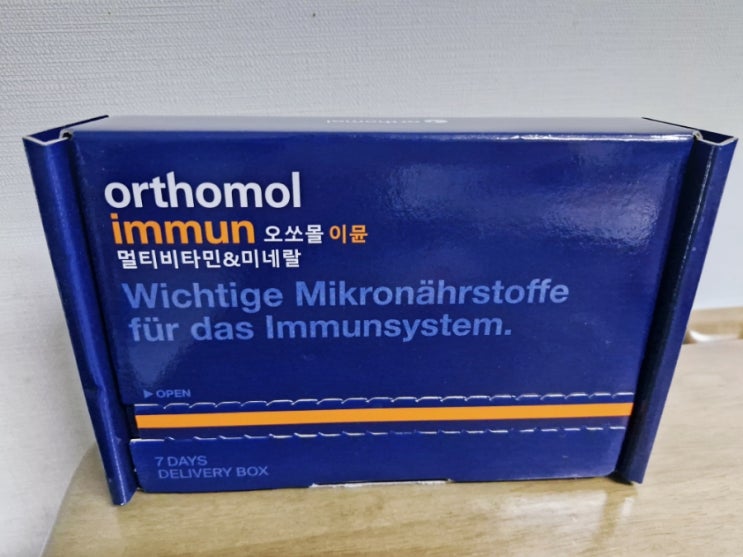 orthomol
orthomol
immun 오쏘몰 이뮨
멀티비타민&미네랄
Wichtige Mikronährstoffe
für das Immunsystem.
▶ OPEN
7 DAYS
DELIVERY BOX